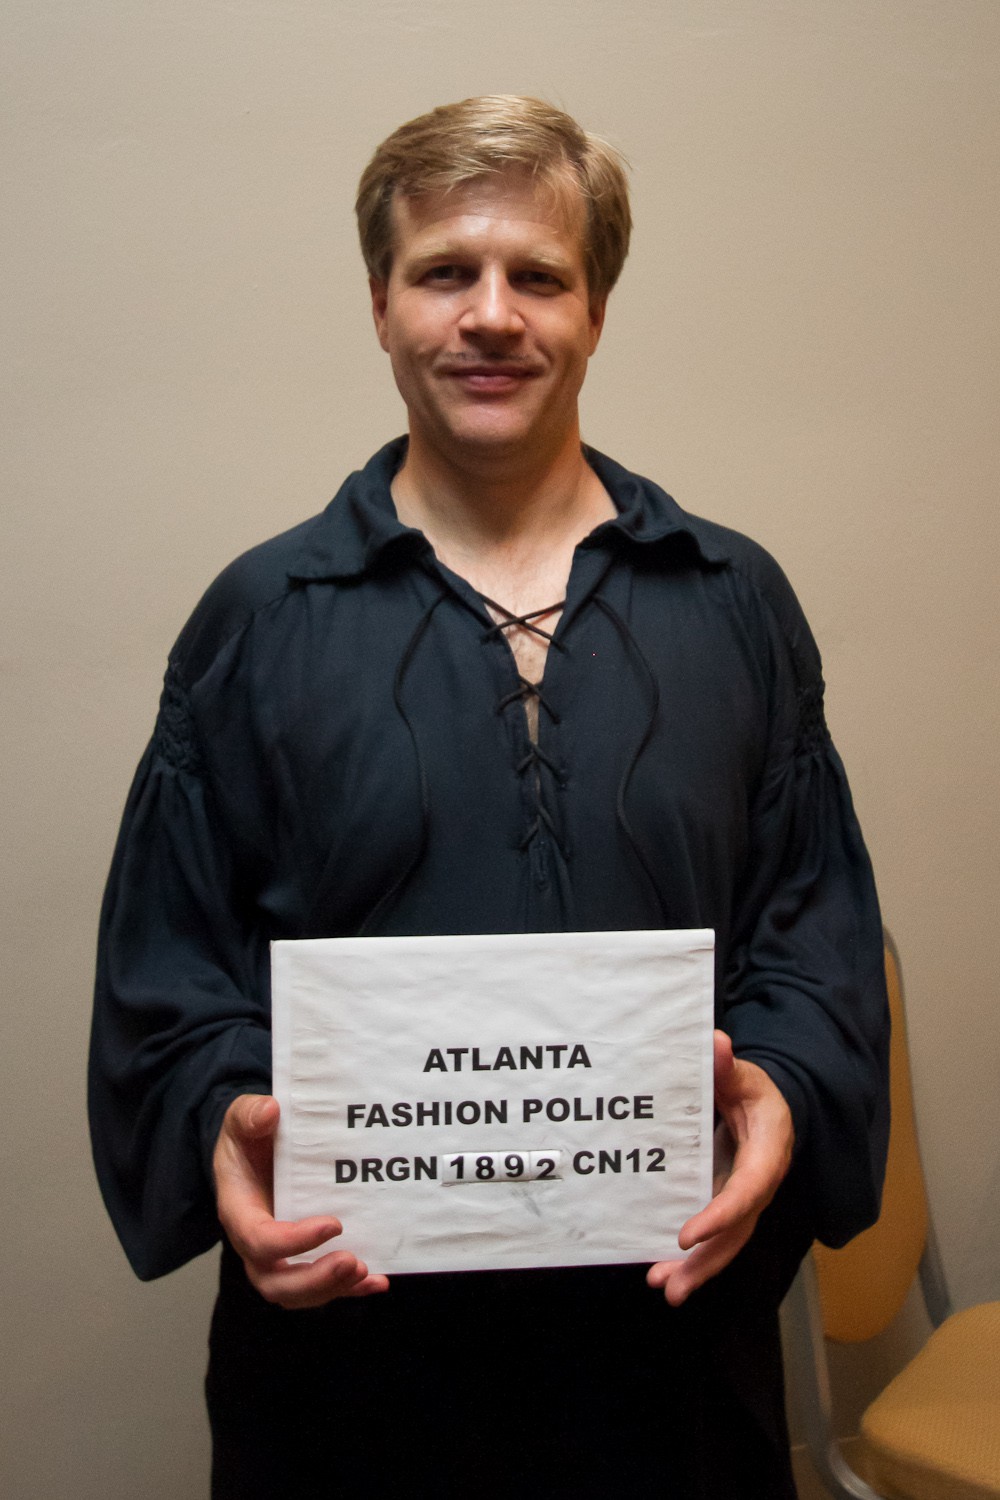 ATLANTA
FASHION POLICE
DRGN 1892 CN12